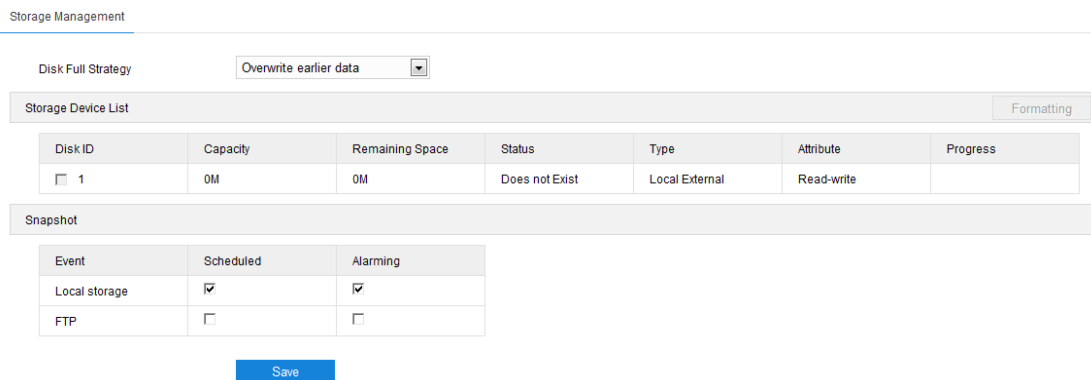 Storage Management
Disk Full Strategy Overwrite earlier data
Storage Device List Formatting
Disk ID Capacity Remaining Space Status Type Attribute Progress
1 0M 0M Does not Exist Local External Read-write
Snapshot
Event Scheduled Alarming
Local storage
FTP
Save